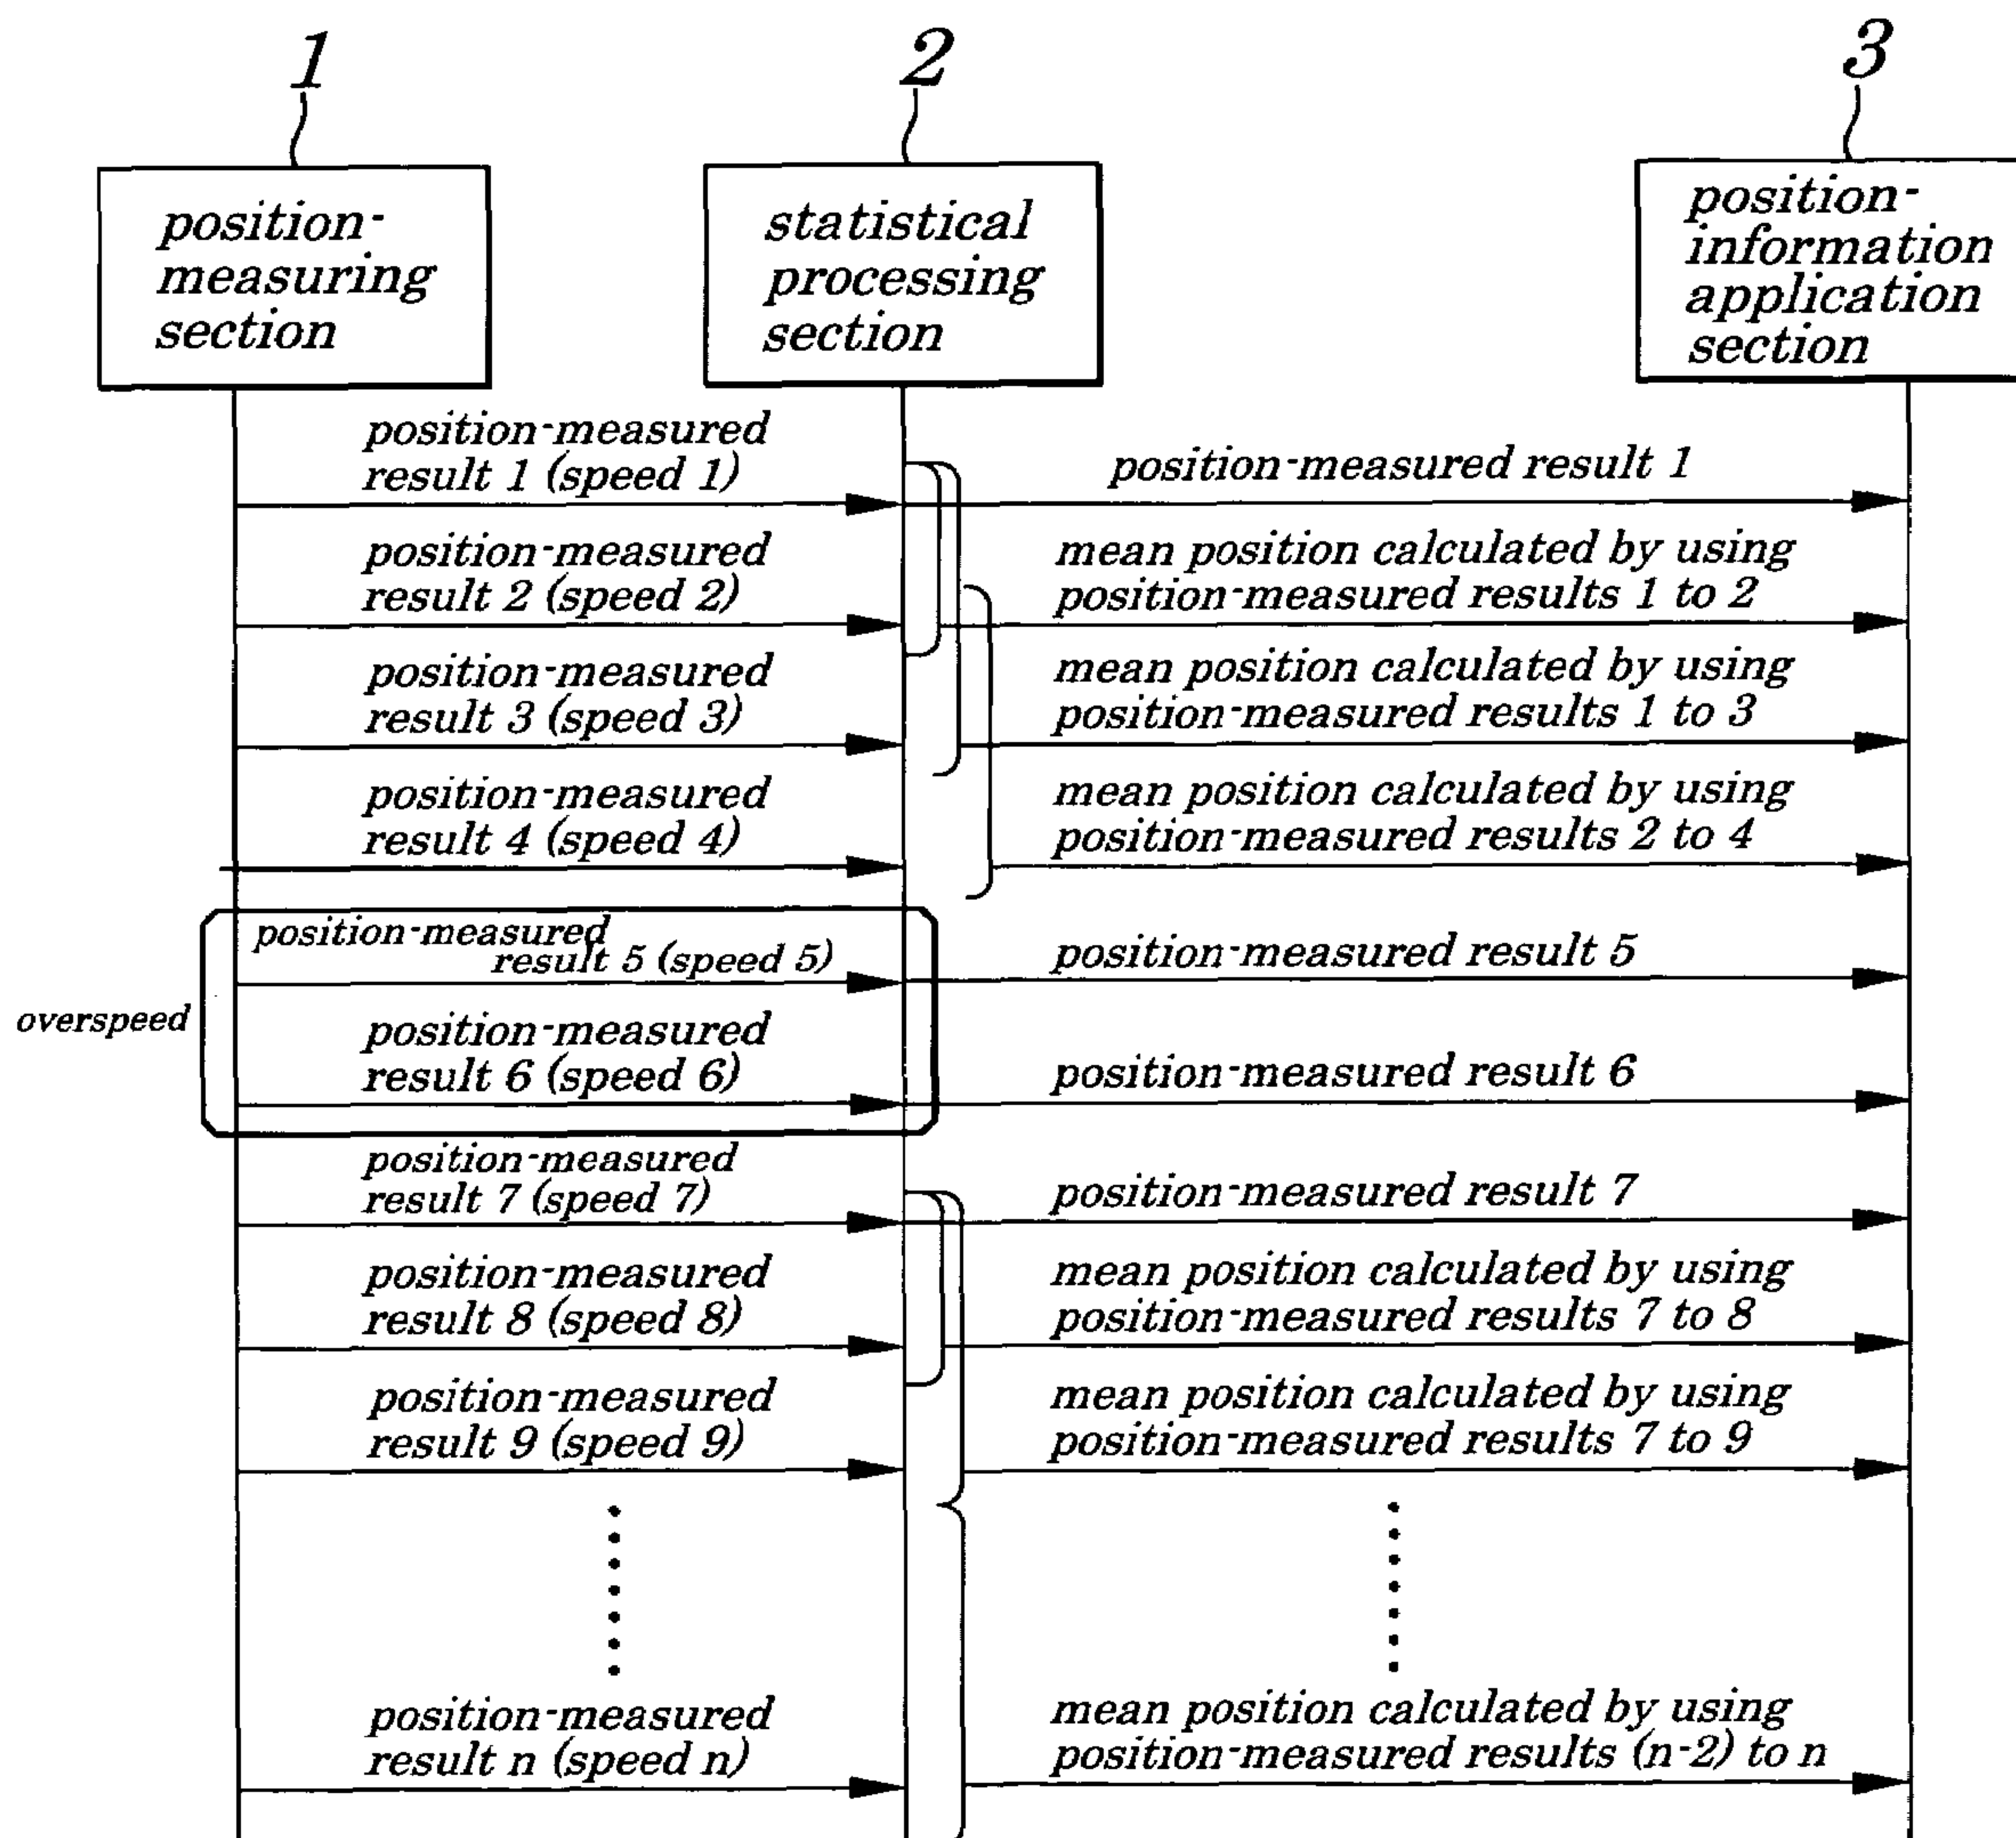 1
2
3
position-
measuring
section
statistical
processing
section
position-
information
application
section
position-measured
result 1 (speed 1)
position-measured result 1
position-measured
result 2 (speed 2)
mean position calculated by using
position-measured results 1 to 2
position-measured
result 3 (speed 3)
mean position calculated by using
position-measured results 1 to 3
position-measured
result 4 (speed 4)
mean position calculated by using
position-measured results 2 to 4
overspeed
position-measured
result 5 (speed 5)
position-measured result 5
position-measured
result 6 (speed 6)
position-measured result 6
position-measured
result 7 (speed 7)
position-measured result 7
position-measured
result 8 (speed 8)
mean position calculated by using
position-measured results 7 to 8
position-measured
result 9 (speed 9)
mean position calculated by using
position-measured results 7 to 9
position-measured
result n (speed n)
mean position calculated by using
position-measured results (n-2) to n